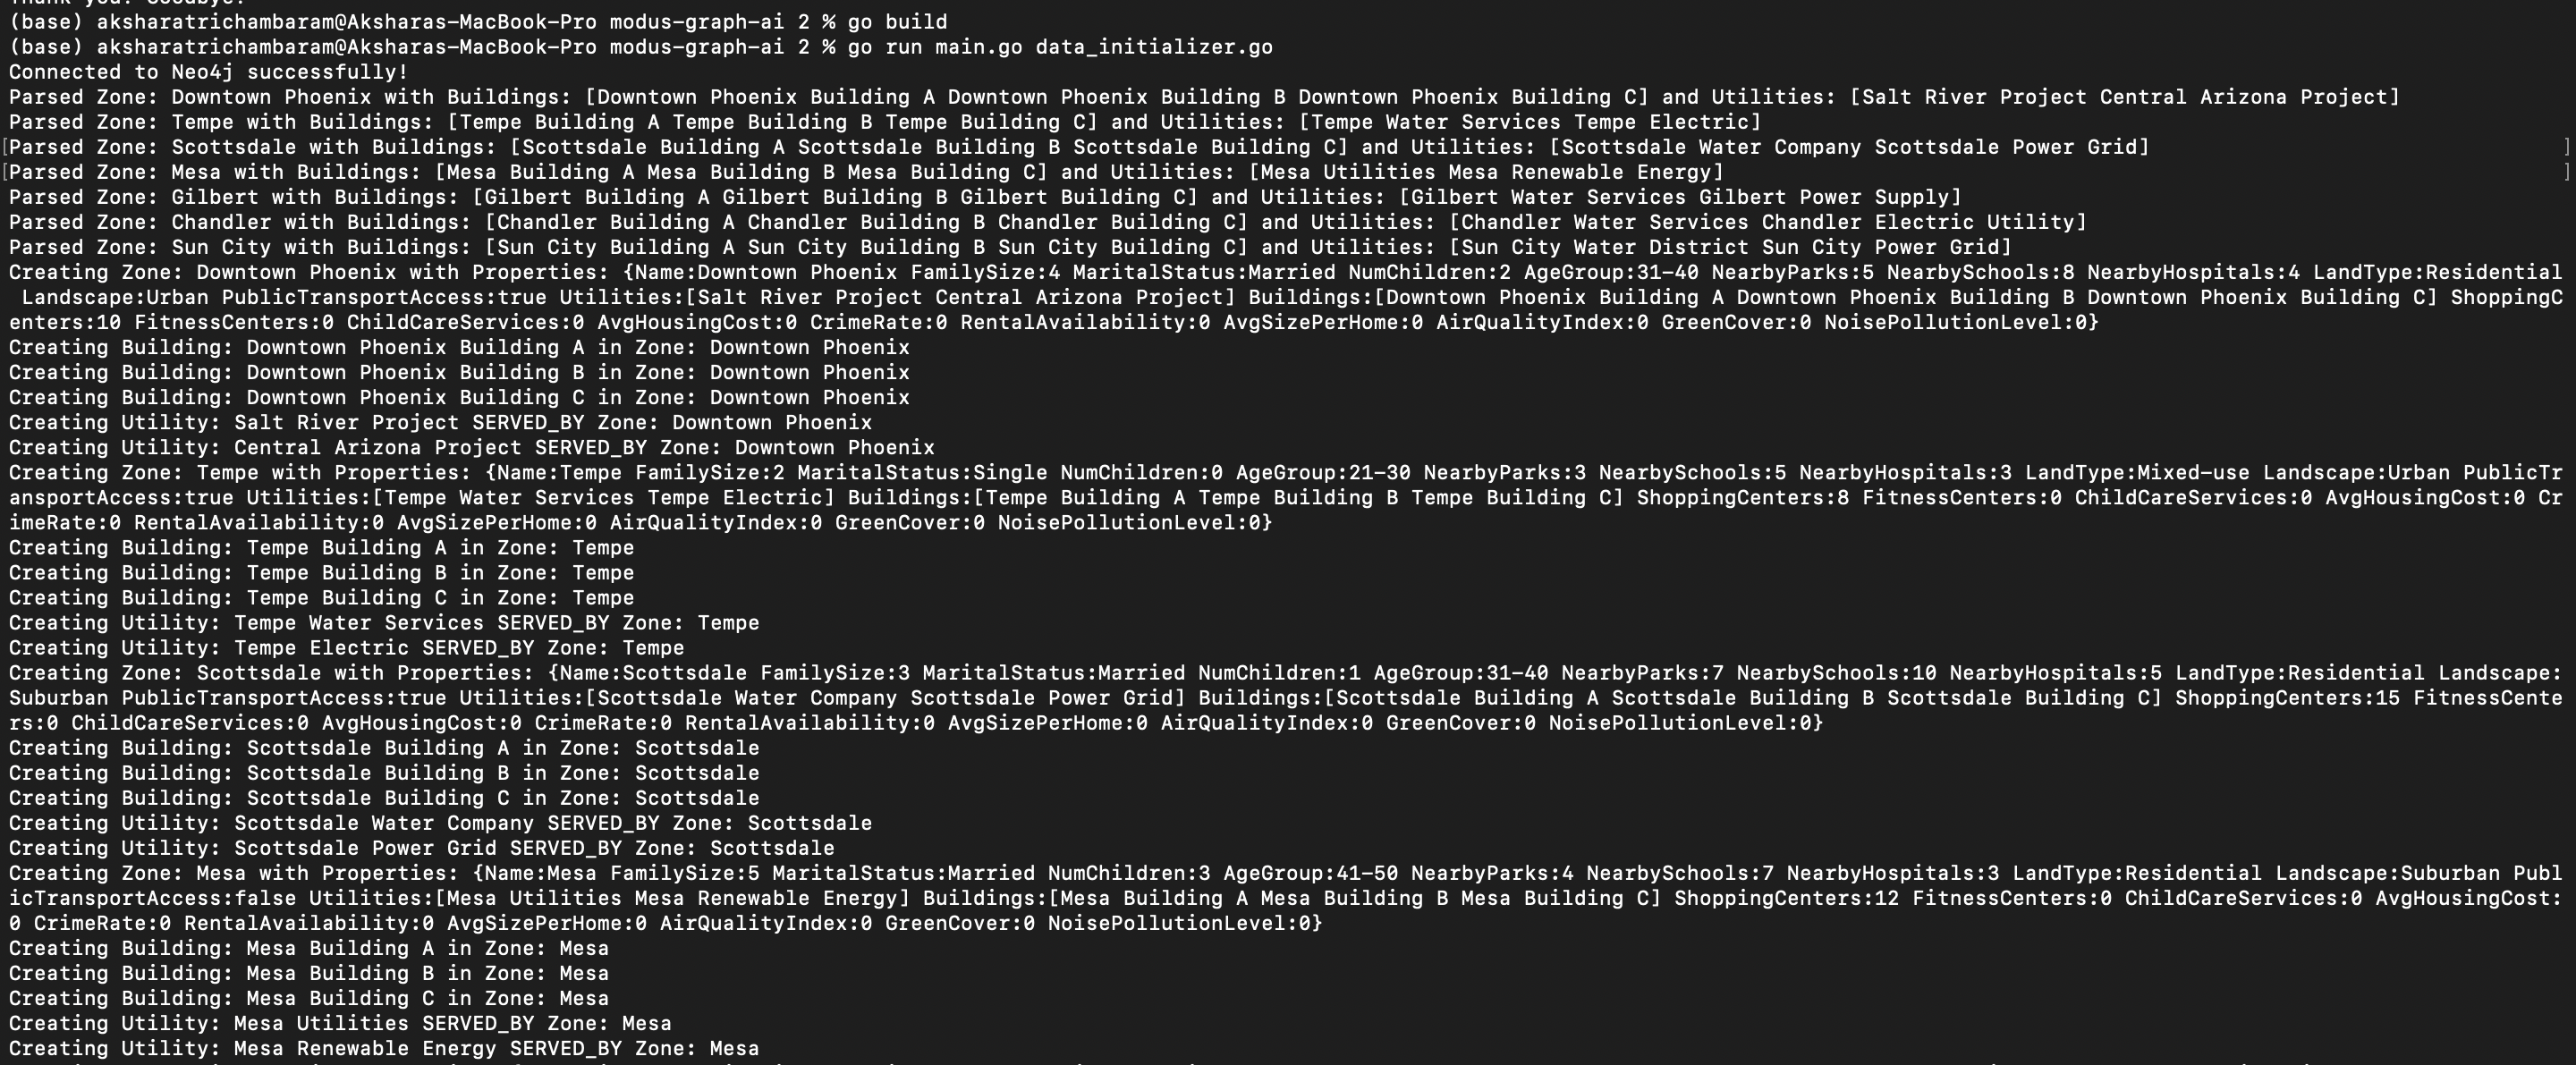 Thank you! Goodbye!
(base) aksharatrichambaram@Aksharas-MacBook-Pro modus-graph-ai 2 % go build
(base) aksharatrichambaram@Aksharas-MacBook-Pro modus-graph-ai 2 % go run main.go data_initializer.go
Connected to Neo4j successfully!
Parsed Zone: Downtown Phoenix with Buildings: [Downtown Phoenix Building A Downtown Phoenix Building B Downtown Phoenix Building C] and Utilities: [Salt River Project Central Arizona Project]
Parsed Zone: Tempe with Buildings: [Tempe Building A Tempe Building B Tempe Building C] and Utilities: [Tempe Water Services Tempe Electric]
[Parsed Zone: Scottsdale with Buildings: [Scottsdale Building A Scottsdale Building B Scottsdale Building C] and Utilities: [Scottsdale Water Company Scottsdale Power Grid] ]
[Parsed Zone: Mesa with Buildings: [Mesa Building A Mesa Building B Mesa Building C] and Utilities: [Mesa Utilities Mesa Renewable Energy] ]
Parsed Zone: Gilbert with Buildings: [Gilbert Building A Gilbert Building B Gilbert Building C] and Utilities: [Gilbert Water Services Gilbert Power Supply]
Parsed Zone: Chandler with Buildings: [Chandler Building A Chandler Building B Chandler Building C] and Utilities: [Chandler Water Services Chandler Electric Utility]
Parsed Zone: Sun City with Buildings: [Sun City Building A Sun City Building B Sun City Building C] and Utilities: [Sun City Water District Sun City Power Grid]
Creating Zone: Downtown Phoenix with Properties: {Name:Downtown Phoenix FamilySize:4 MaritalStatus:Married NumChildren:2 AgeGroup:31-40 NearbyParks:5 NearbySchools:8 NearbyHospitals:4 LandType:Residential
 Landscape:Urban PublicTransportAccess:true Utilities:[Salt River Project Central Arizona Project] Buildings:[Downtown Phoenix Building A Downtown Phoenix Building B Downtown Phoenix Building C] ShoppingC
enters:10 FitnessCenters:0 ChildCareServices:0 AvgHousingCost:0 CrimeRate:0 RentalAvailability:0 AvgSizePerHome:0 AirQualityIndex:0 GreenCover:0 NoisePollutionLevel:0}
Creating Building: Downtown Phoenix Building A in Zone: Downtown Phoenix
Creating Building: Downtown Phoenix Building B in Zone: Downtown Phoenix
Creating Building: Downtown Phoenix Building C in Zone: Downtown Phoenix
Creating Utility: Salt River Project SERVED_BY Zone: Downtown Phoenix
Creating Utility: Central Arizona Project SERVED_BY Zone: Downtown Phoenix
Creating Zone: Tempe with Properties: {Name:Tempe FamilySize:2 MaritalStatus:Single NumChildren:0 AgeGroup:21-30 NearbyParks:3 NearbySchools:5 NearbyHospitals:3 LandType:Mixed-use Landscape:Urban PublicTr
ansportAccess:true Utilities:[Tempe Water Services Tempe Electric] Buildings:[Tempe Building A Tempe Building B Tempe Building C] ShoppingCenters:8 FitnessCenters:0 ChildCareServices:0 AvgHousingCost:0 Cr
imeRate:0 RentalAvailability:0 AvgSizePerHome:0 AirQualityIndex:0 GreenCover:0 NoisePollutionLevel:0}
Creating Building: Tempe Building A in Zone: Tempe
Creating Building: Tempe Building B in Zone: Tempe
Creating Building: Tempe Building C in Zone: Tempe
Creating Utility: Tempe Water Services SERVED_BY Zone: Tempe
Creating Utility: Tempe Electric SERVED_BY Zone: Tempe
Creating Zone: Scottsdale with Properties: {Name:Scottsdale FamilySize:3 MaritalStatus:Married NumChildren:1 AgeGroup:31-40 NearbyParks:7 NearbySchools:10 NearbyHospitals:5 LandType:Residential Landscape:
Suburban PublicTransportAccess:true Utilities:[Scottsdale Water Company Scottsdale Power Grid] Buildings:[Scottsdale Building A Scottsdale Building B Scottsdale Building C] ShoppingCenters:15 FitnessCente
rs:0 ChildCareServices:0 AvgHousingCost:0 CrimeRate:0 RentalAvailability:0 AvgSizePerHome:0 AirQualityIndex:0 GreenCover:0 NoisePollutionLevel:0}
Creating Building: Scottsdale Building A in Zone: Scottsdale
Creating Building: Scottsdale Building B in Zone: Scottsdale
Creating Building: Scottsdale Building C in Zone: Scottsdale
Creating Utility: Scottsdale Water Company SERVED_BY Zone: Scottsdale
Creating Utility: Scottsdale Power Grid SERVED_BY Zone: Scottsdale
Creating Zone: Mesa with Properties: {Name:Mesa FamilySize:5 MaritalStatus:Married NumChildren:3 AgeGroup:41-50 NearbyParks:4 NearbySchools:7 NearbyHospitals:3 LandType:Residential Landscape:Suburban Publ
icTransportAccess:false Utilities:[Mesa Utilities Mesa Renewable Energy] Buildings:[Mesa Building A Mesa Building B Mesa Building C] ShoppingCenters:12 FitnessCenters:0 ChildCareServices:0 AvgHousingCost:
0 CrimeRate:0 RentalAvailability:0 AvgSizePerHome:0 AirQualityIndex:0 GreenCover:0 NoisePollutionLevel:0}
Creating Building: Mesa Building A in Zone: Mesa
Creating Building: Mesa Building B in Zone: Mesa
Creating Building: Mesa Building C in Zone: Mesa
Creating Utility: Mesa Utilities SERVED_BY Zone: Mesa
Creating Utility: Mesa Renewable Energy SERVED_BY Zone: Mesa